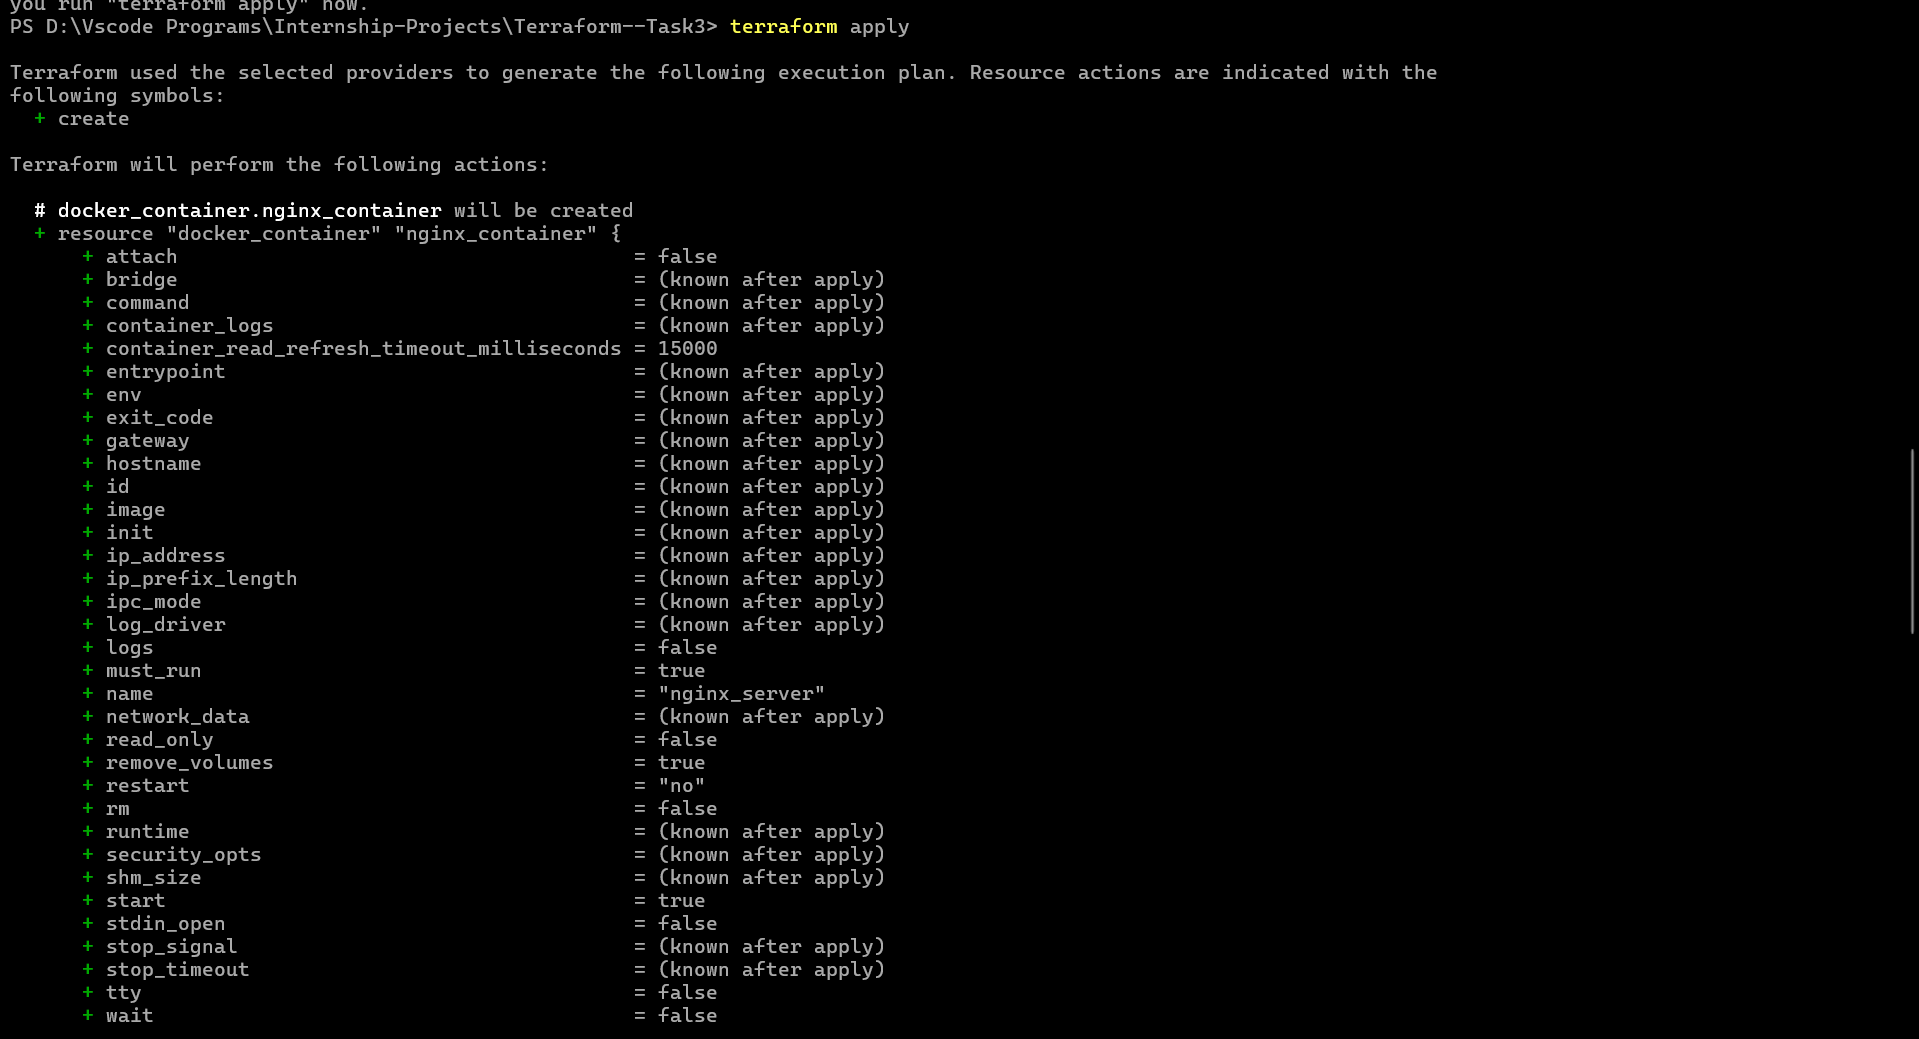 you run "terraform apply" now.
PS D:\Vscode Programs\Internship-Projects\Terraform--Task3> terraform apply
Terraform used the selected providers to generate the following execution plan. Resource actions are indicated with the
following symbols:
  + create
Terraform will perform the following actions:
  # docker_container.nginx_container will be created
  + resource "docker_container" "nginx_container" {
      + attach                                      = false
      + bridge                                      = (known after apply)
      + command                                     = (known after apply)
      + container_logs                              = (known after apply)
      + container_read_refresh_timeout_milliseconds = 15000
      + entrypoint                                  = (known after apply)
      + env                                         = (known after apply)
      + exit_code                                   = (known after apply)
      + gateway                                     = (known after apply)
      + hostname                                    = (known after apply)
      + id                                          = (known after apply)
      + image                                       = (known after apply)
      + init                                        = (known after apply)
      + ip_address                                  = (known after apply)
      + ip_prefix_length                            = (known after apply)
      + ipc_mode                                    = (known after apply)
      + log_driver                                  = (known after apply)
      + logs                                        = false
      + must_run                                    = true
      + name                                        = "nginx_server"
      + network_data                                = (known after apply)
      + read_only                                   = false
      + remove_volumes                              = true
      + restart                                     = "no"
      + rm                                          = false
      + runtime                                     = (known after apply)
      + security_opts                               = (known after apply)
      + shm_size                                    = (known after apply)
      + start                                       = true
      + stdin_open                                  = false
      + stop_signal                                 = (known after apply)
      + stop_timeout                                = (known after apply)
      + tty                                         = false
      + wait                                        = false